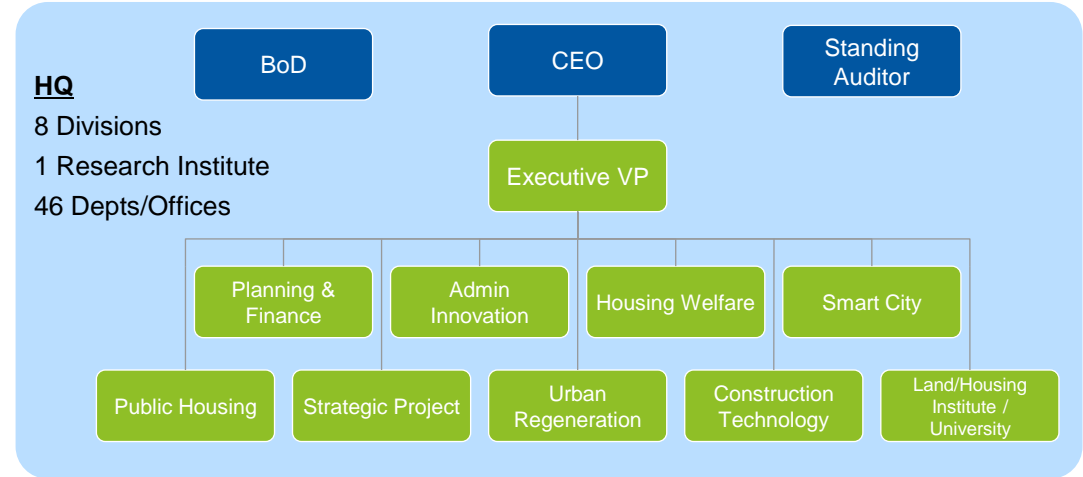 BoD
CEO
Standing
Auditor
HQ
8 Divisions
1 Research Institute
46 Depts/Offices
Executive VP
Planning &
Finance
Admin
Innovation
Housing Welfare
Smart City
Public Housing
Strategic Project
Urban
Regeneration
Construction
Technology
Land/Housing
Institute /
University